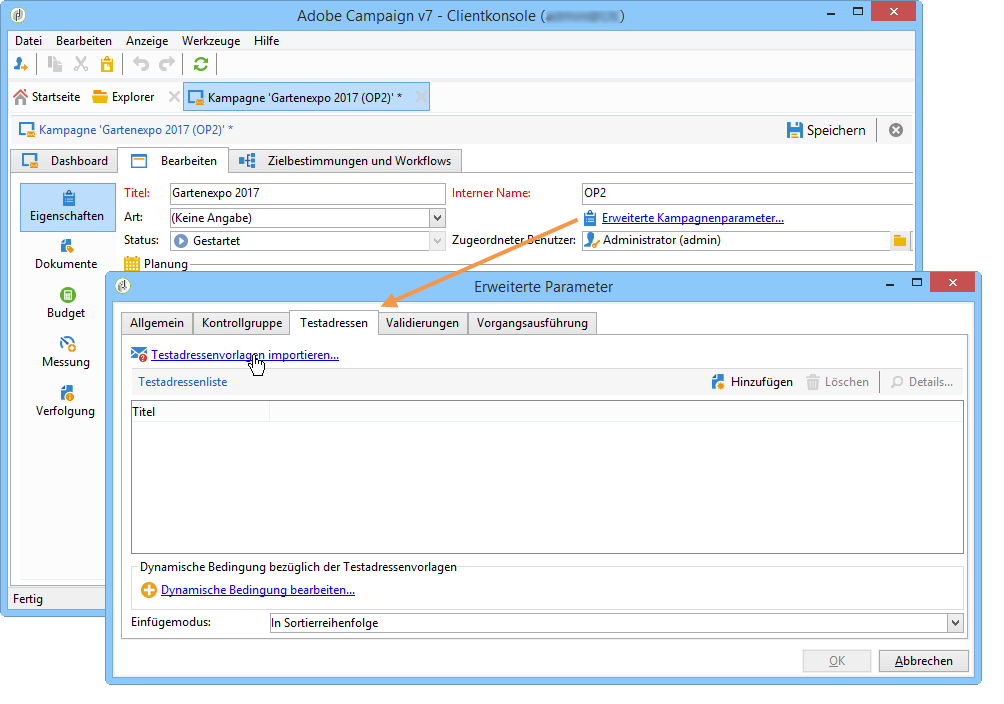 Adobe Campaign v7 - Clientkonsole (
Datei Bearbeiten Anzeige Werkzeuge Hilfe
Startseite Explorer Kampagne 'Gartenexpo 2017 (OP2)' *
Kampagne 'Gartenexpo 2017 (OP2)' * Speichern
Dashboard Bearbeiten Zielbestimmungen und Workflows
Eigenschaften
Dokumente
Budget
Messung
Verfolgung
Titel: Gartenexpo 2017 Interner Name: OP2
Art: (Keine Angabe) Erweiterte Kampagnenparameter...
Status: Gestartet Zugeordneter Benutzer: Administrator (admin)
Planung
Fertig
Erweiterte Parameter
Allgemein Kontrollgruppe Testadressen Validierungen Vorgangsausführung
Testadressenvorlagen importieren...
Testadressenliste Hinzufügen Löschen Details...
Titel
Dynamische Bedingung bezüglich der Testadressenvorlagen
Dynamische Bedingung bearbeiten...
Einfügemodus: In Sortierreihenfolge
OK Abbrechen